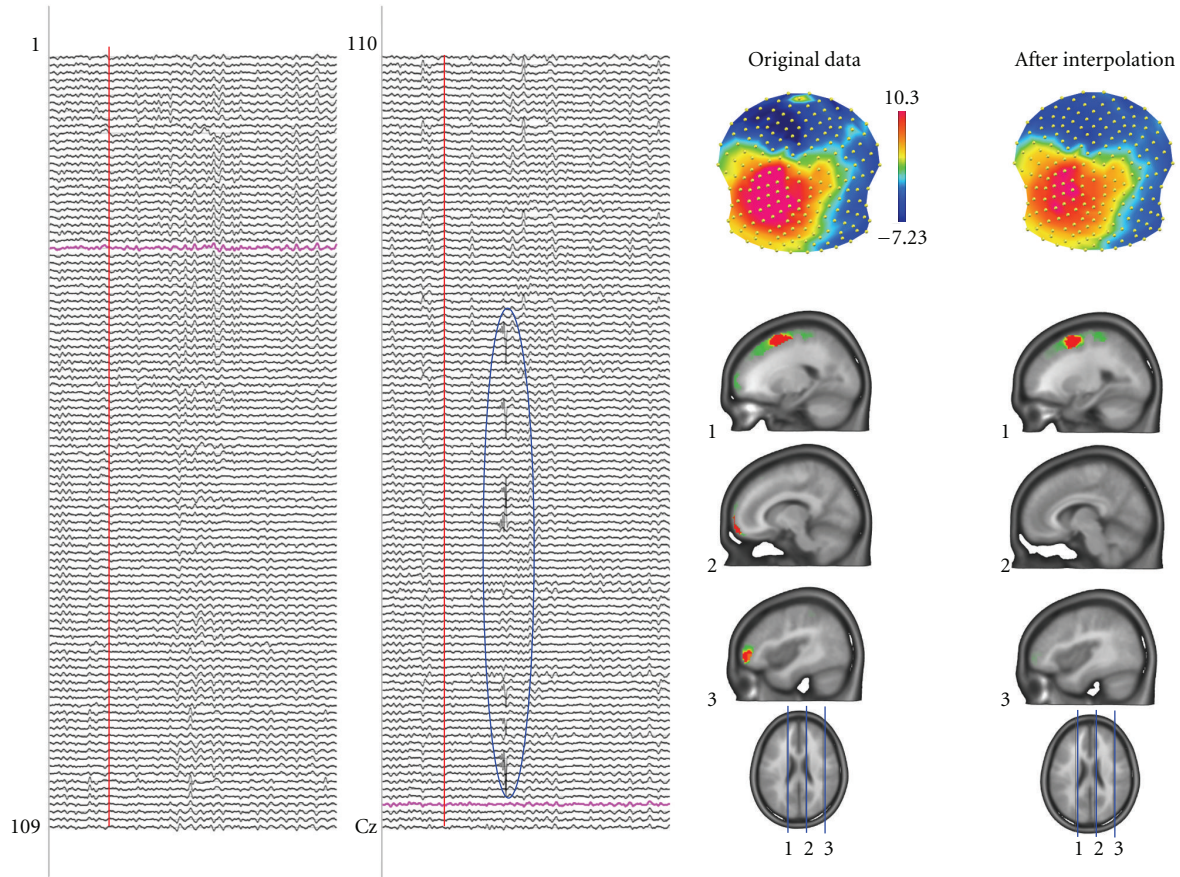 1
110
109
Cz
Original data
After interpolation
10.3
−7.23
1
1
2
2
3
3
1 2 3
1 2 3